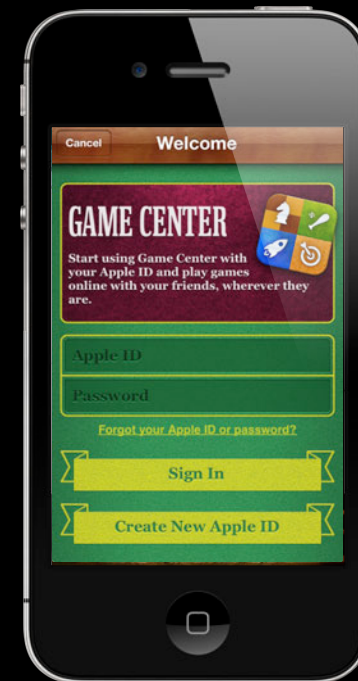 Cancel
Welcome
GAME CENTER
Start using Game Center with
your Apple ID and play games
online with your friends, wherever they
are.
Apple ID
Password
Forgot your Apple ID or password?
Sign In
Create New Apple ID